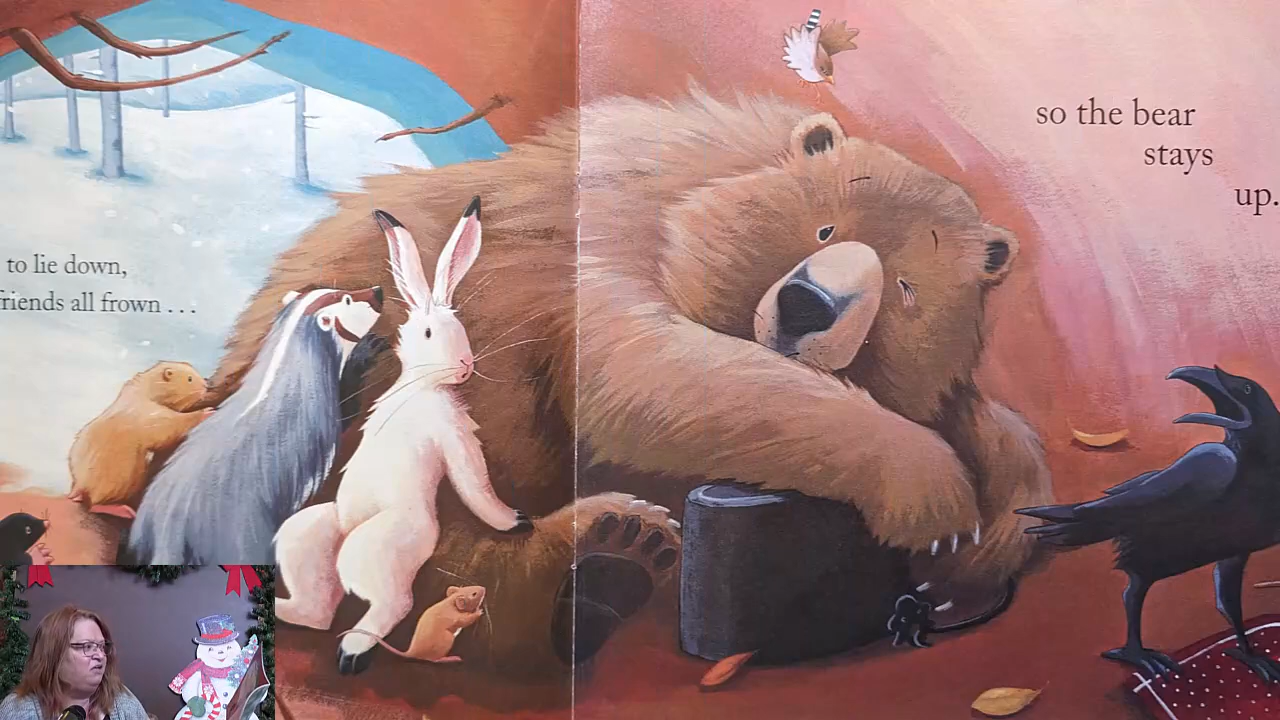 to lie down,
friends all frown . . .
so the bear
stays
up.